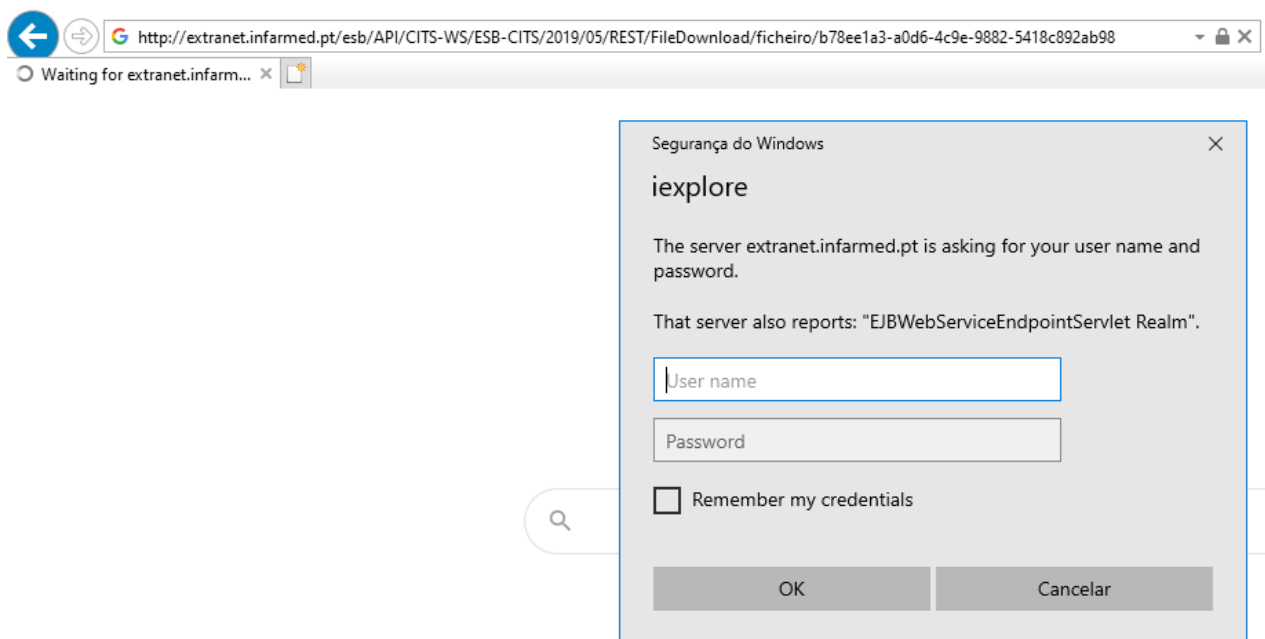 http://extranet.infarmed.pt/esb/API/CITS-WS/ESB-CITS/2019/05/REST/FileDownload/ficheiro/b78ee1a3-a0d6-4c9e-9882-5418c892ab98
Waiting for extranet.infarm...
Segurança do Windows
iexplore
The server extranet.infarmed.pt is asking for your user name and
password.
That server also reports: "EJBWebServiceEndpointServlet Realm".
User name
Password
Remember my credentials
OK
Cancelar